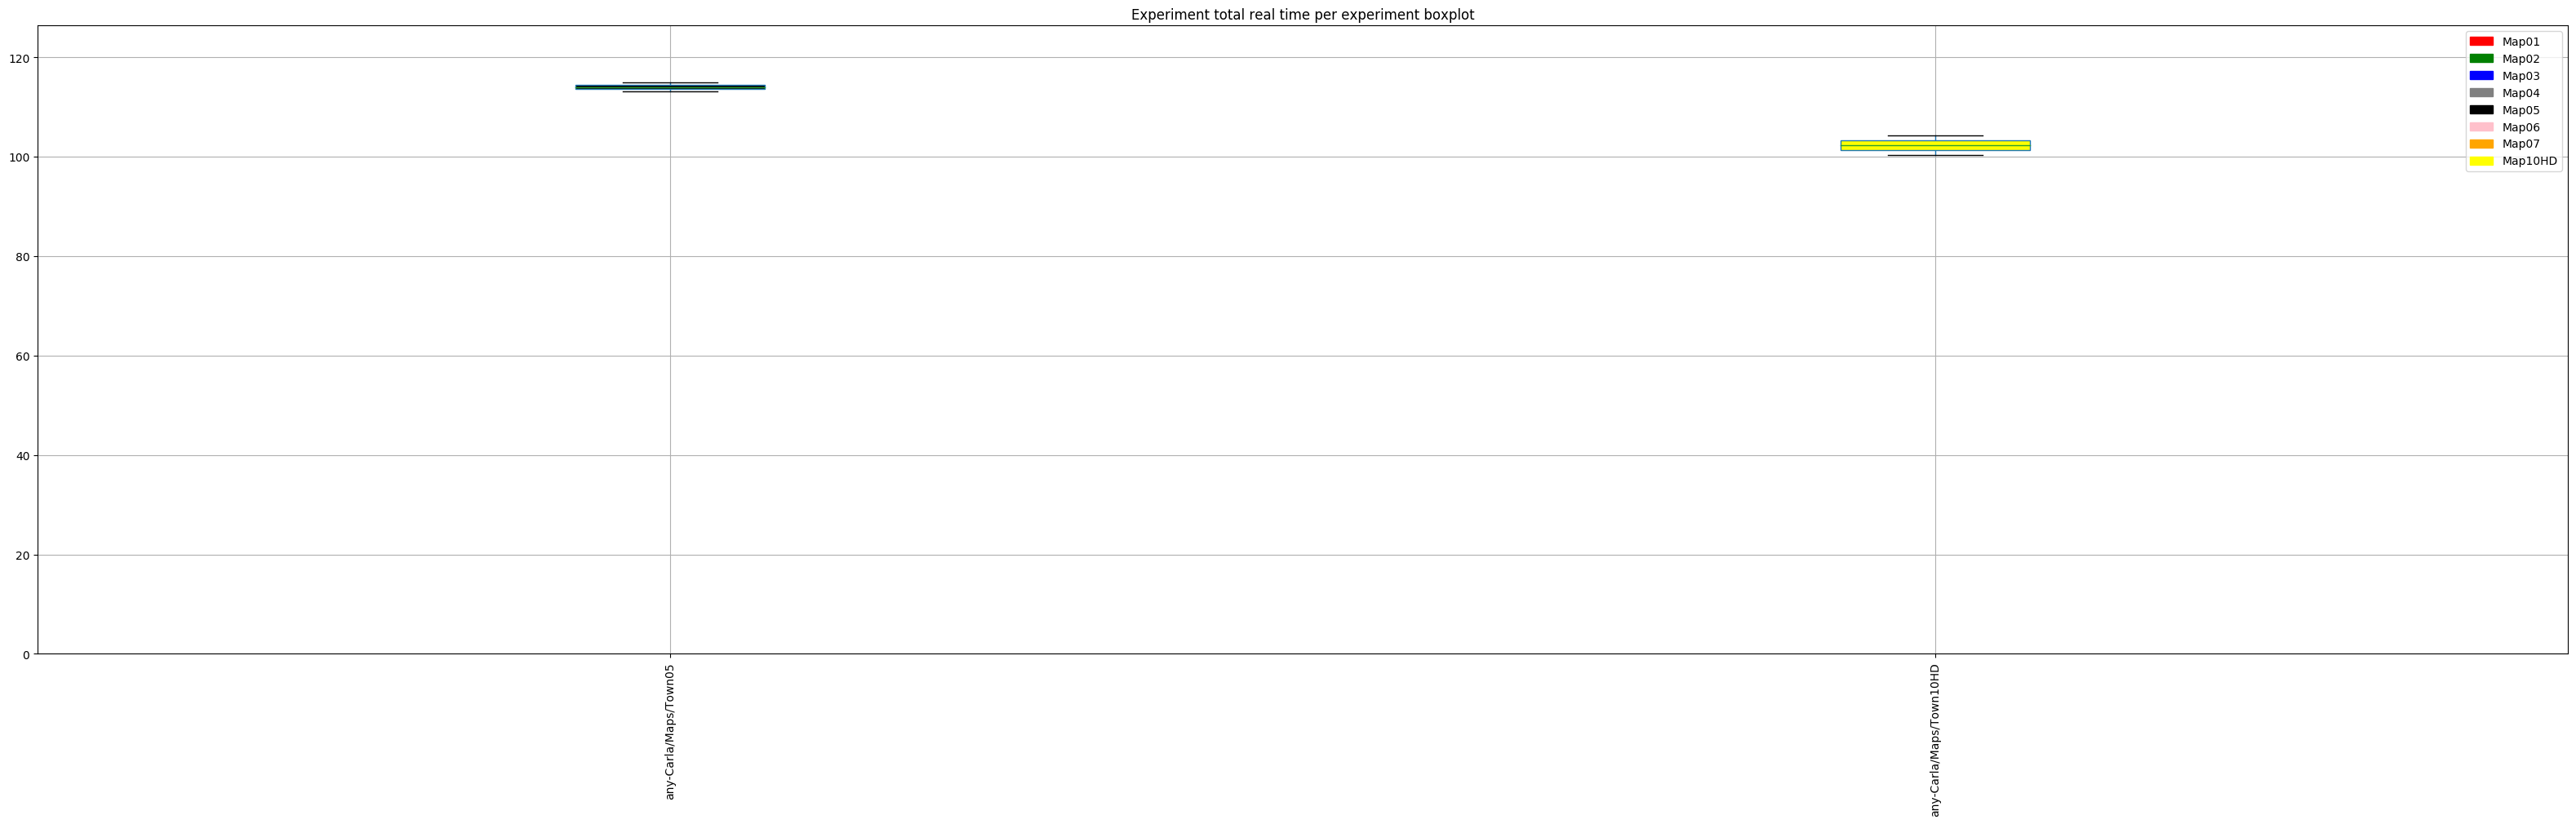 Experiment total real time per experiment boxplot
120
100
80
60
40
20
0
Map01
Map02
Map03
Map04
Map05
Map06
Map07
Map10HD
any-Carla/Maps/Town05
any-Carla/Maps/Town10HD